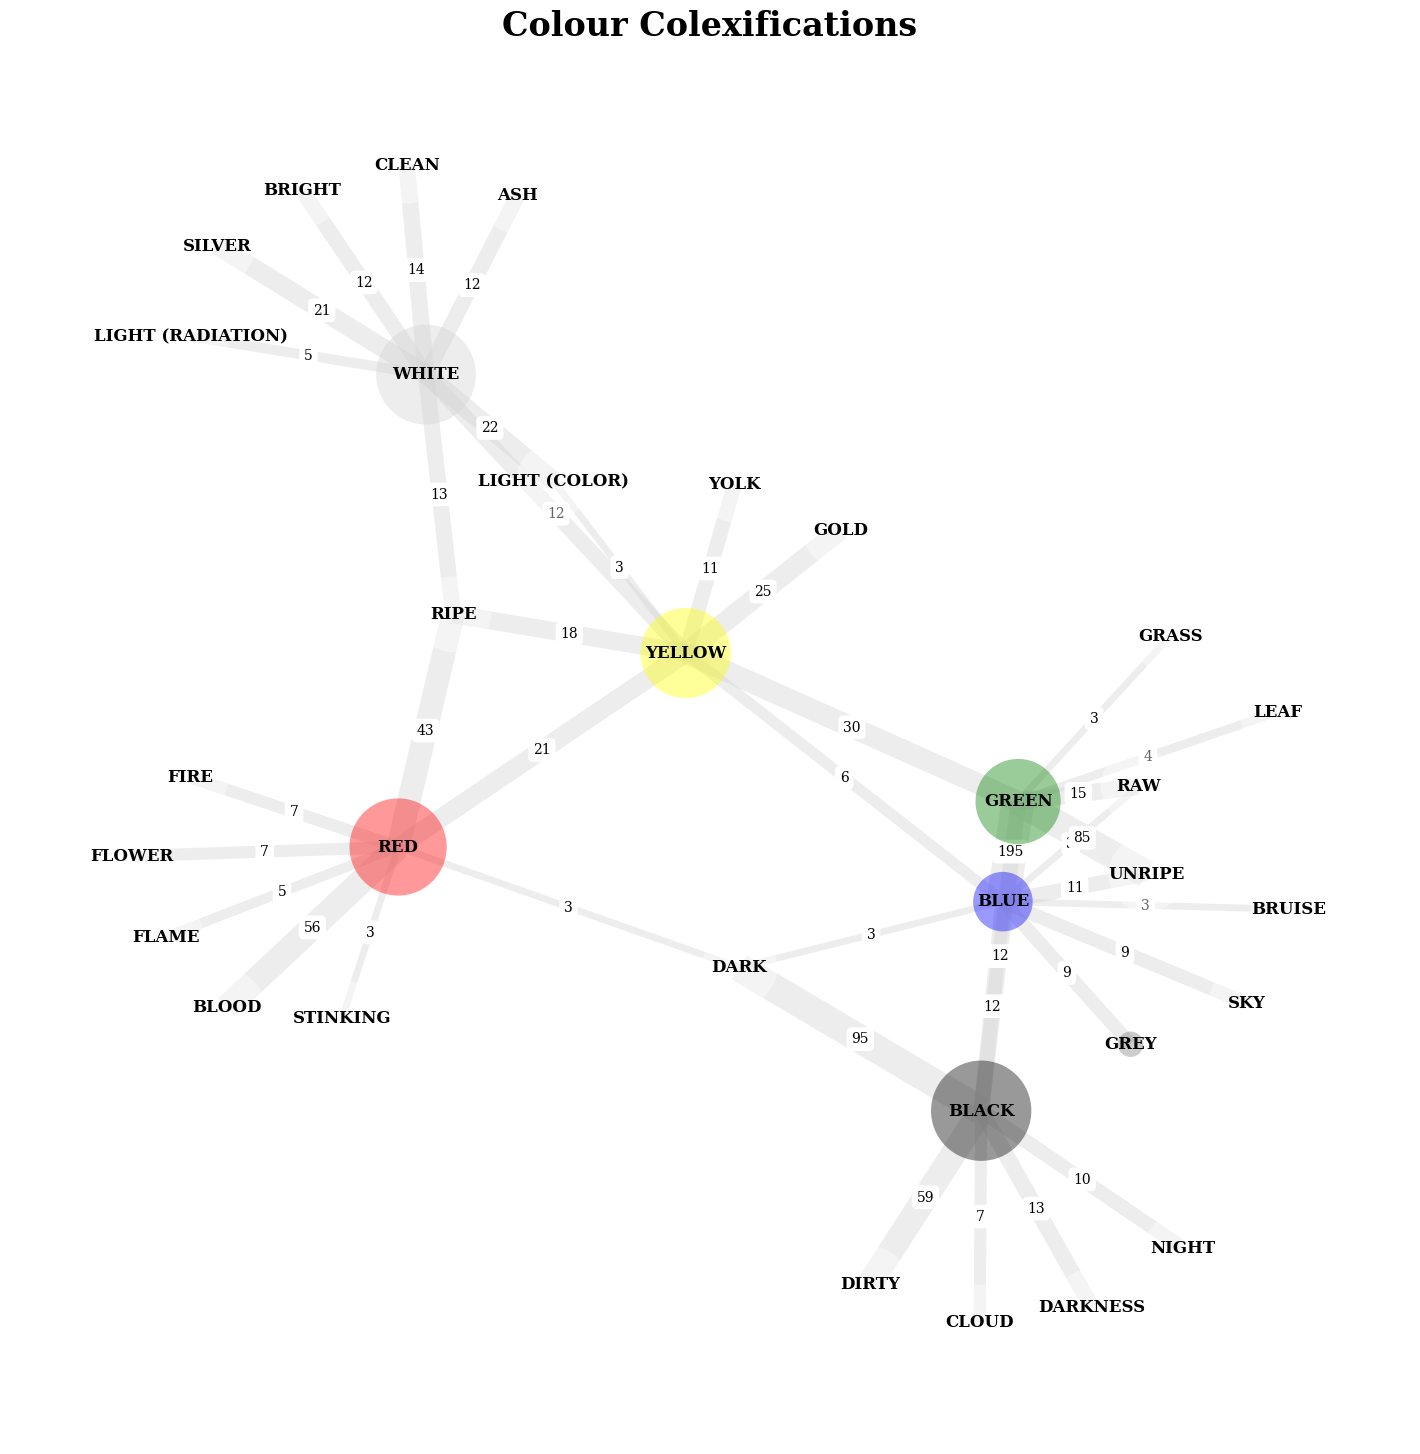 Colour Colexifications
CLEAN
BRIGHT
ASH
SILVER
14
12
12
21
LIGHT (RADIATION)
5
WHITE
22
LIGHT (COLOR)
YOLK
13
12
GOLD
3
11
25
RIPE
18
GRASS
YELLOW
LEAF
3
30
43
21
4
FIRE
6
RAW
15
GREEN
7
85
RED
FLOWER
7
195
UNRIPE
11
5
BLUE
3
BRUISE
3
56
3
3
FLAME
12
9
DARK
9
SKY
BLOOD
12
STINKING
95
GREY
BLACK
10
59
13
7
NIGHT
DIRTY
DARKNESS
CLOUD